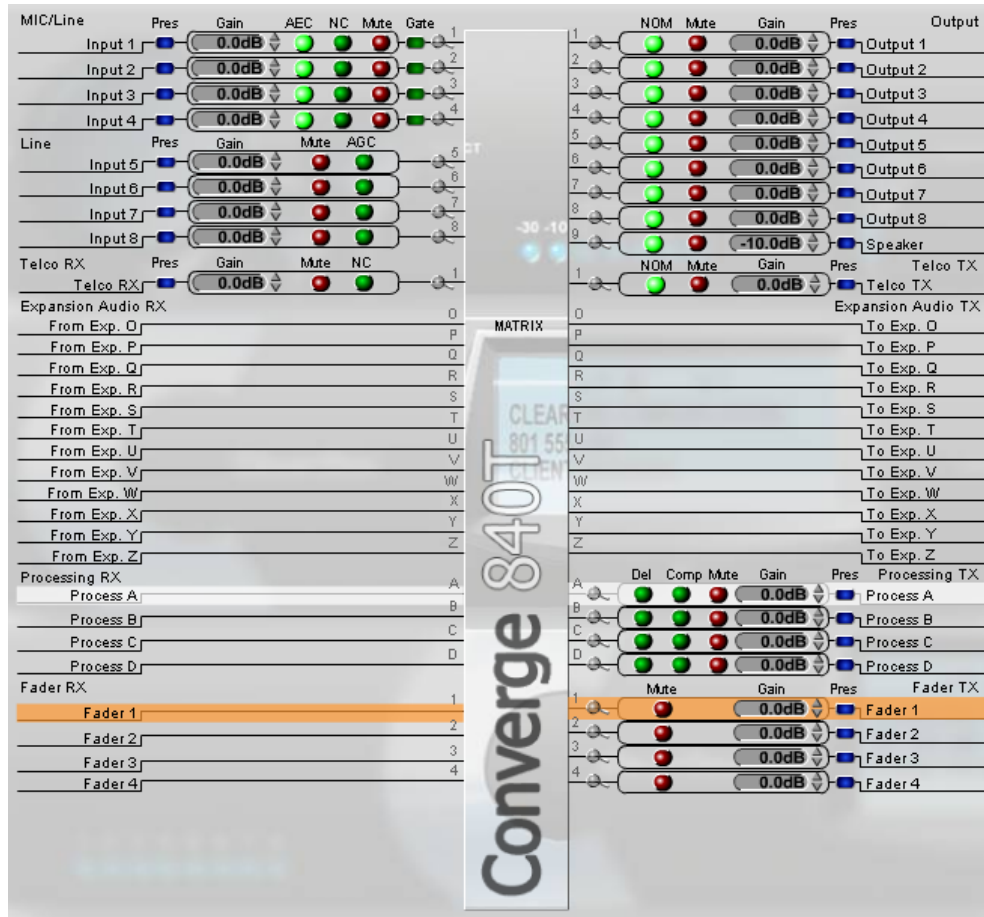 MIC/Line Pres Gain AEC NC Mute Gate
Input 1 0.0dB 1
Input 2 0.0dB 2
Input 3 0.0dB 3
Input 4 0.0dB 4
Line Pres Gain Mute AGC
Input 5 0.0dB 5
Input 6 0.0dB 6
Input 7 0.0dB 7
Input 8 0.0dB 8
Telco RX Pres Gain Mute NC
Telco RX 0.0dB 1
Expansion Audio RX
From Exp. O O
From Exp. P P
From Exp. Q Q
From Exp. R R
From Exp. S S
From Exp. T T
From Exp. U U
From Exp. V V
From Exp. W W
From Exp. X X
From Exp. Y Y
From Exp. Z Z
Processing RX
Process A A
Process B B
Process C C
Process D D
Fader RX
Fader 1 1
Fader 2 2
Fader 3 3
Fader 4 4
CT
-30 -10
MATRIX
CLEAR
801 55
CLIENT
Converge 840T
NOM Mute Gain Pres Output
1 0.0dB Output 1
2 0.0dB Output 2
3 0.0dB Output 3
4 0.0dB Output 4
5 0.0dB Output 5
6 0.0dB Output 6
7 0.0dB Output 7
8 0.0dB Output 8
9 -10.0dB Speaker
NOM Mute Gain Pres Telco TX
1 0.0dB Telco TX
Expansion Audio TX
O To Exp. O
P To Exp. P
Q To Exp. Q
R To Exp. R
S To Exp. S
T To Exp. T
U To Exp. U
V To Exp. V
W To Exp. W
X To Exp. X
Y To Exp. Y
Z To Exp. Z
Del Comp Mute Gain Pres Processing TX
A 0.0dB Process A
B 0.0dB Process B
C 0.0dB Process C
D 0.0dB Process D
Mute Gain Pres Fader TX
1 0.0dB Fader 1
2 0.0dB Fader 2
3 0.0dB Fader 3
4 0.0dB Fader 4